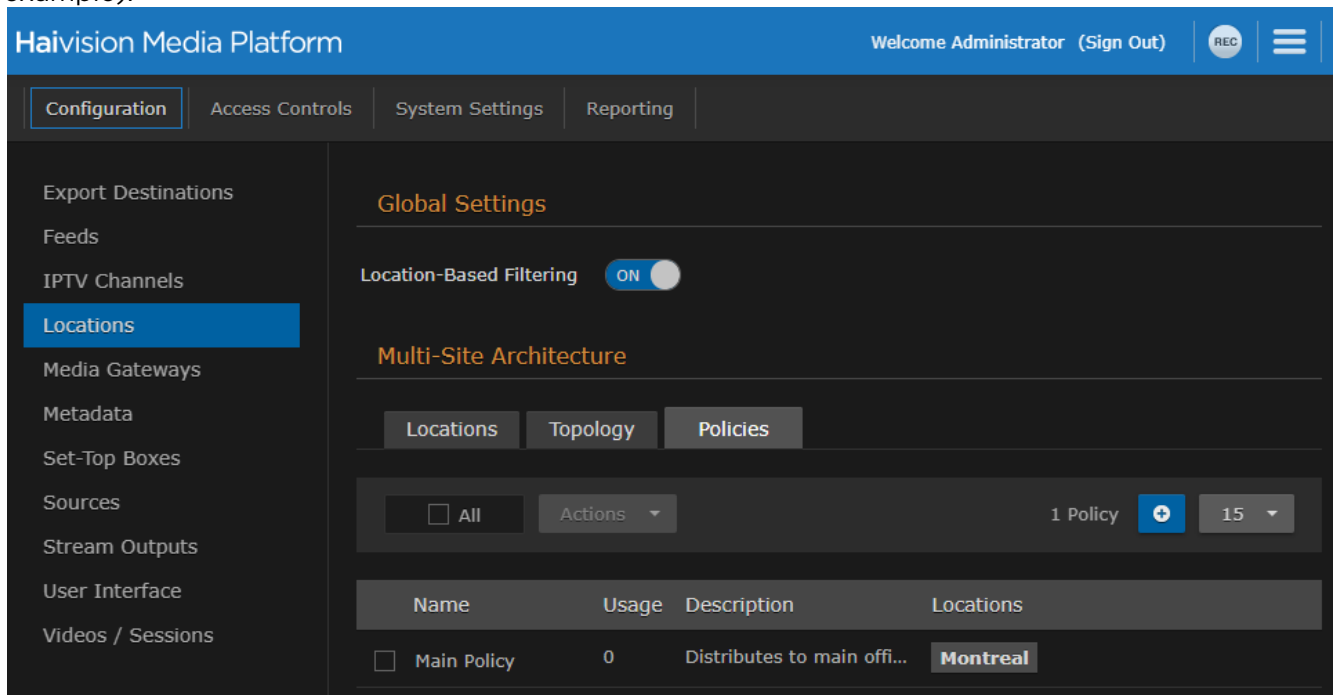 example).
Haivision Media Platform
Welcome Administrator (Sign Out)
REC
Configuration Access Controls System Settings Reporting
Export Destinations
Feeds
IPTV Channels
Locations
Media Gateways
Metadata
Set-Top Boxes
Sources
Stream Outputs
User Interface
Videos / Sessions
Global Settings
Location-Based Filtering ON
Multi-Site Architecture
Locations Topology Policies
All Actions 1 Policy 15
Name Usage Description Locations
Main Policy 0 Distributes to main offi... Montreal